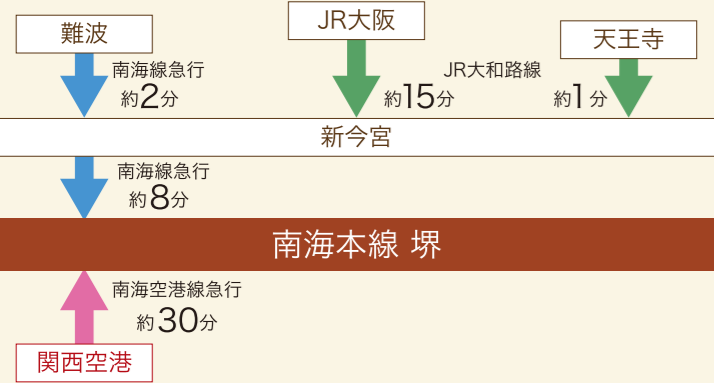 難波
JR大阪
天王寺
南海線急行
約2分
JR大和路線
約15分
約1分
新今宮
南海線急行
約8分
南海本線 堺
南海空港線急行
約30分
関西空港